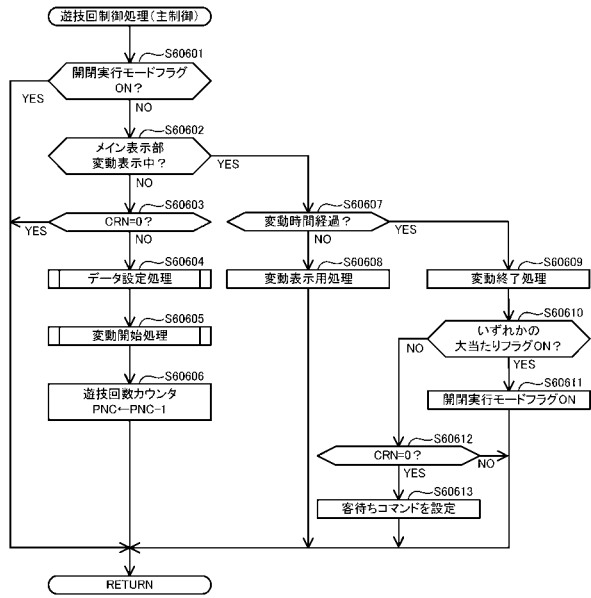 遊技回制御処理(主制御)
S60601
開閉実行モードフラグ
ON?
YES
NO
S60602
メイン表示部
変動表示中?
YES
NO
S60603
CRN=0?
YES
NO
S60604
データ設定処理
S60605
変動開始処理
S60606
遊技回数カウンタ
PNC←PNC-1
S60607
変動時間経過?
YES
NO
S60608
変動表示用処理
S60609
変動終了処理
S60610
いずれかの
大当たりフラグON?
NO
YES
S60611
開閉実行モードフラグON
S60612
CRN=0?
NO
YES
S60613
客待ちコマンドを設定
RETURN